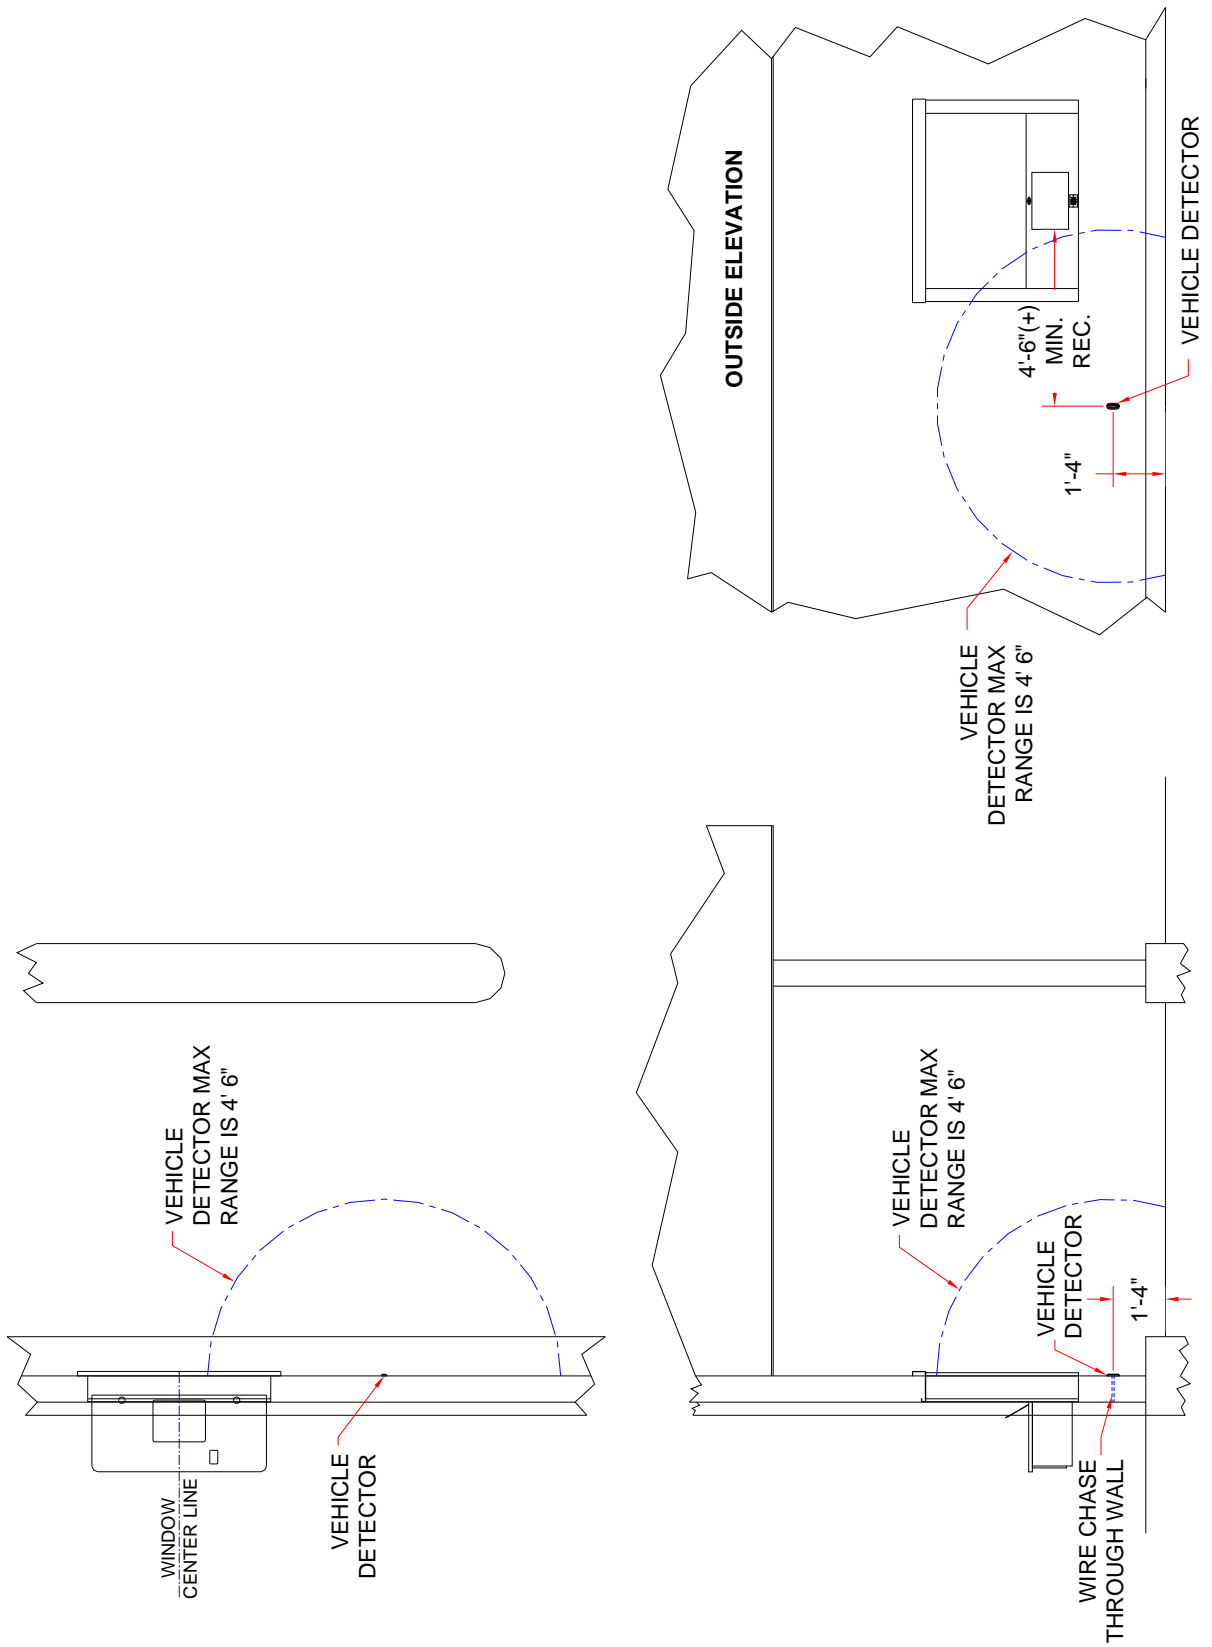 WINDOW
CENTER LINE
VEHICLE
DETECTOR
VEHICLE
DETECTOR MAX
RANGE IS 4' 6"
WIRE CHASE
THROUGH WALL
VEHICLE
DETECTOR
1'-4"
VEHICLE
DETECTOR MAX
RANGE IS 4' 6"
OUTSIDE ELEVATION
VEHICLE
DETECTOR MAX
RANGE IS 4' 6"
1'-4"
4'-6"(+)
MIN.
REC.
VEHICLE DETECTOR